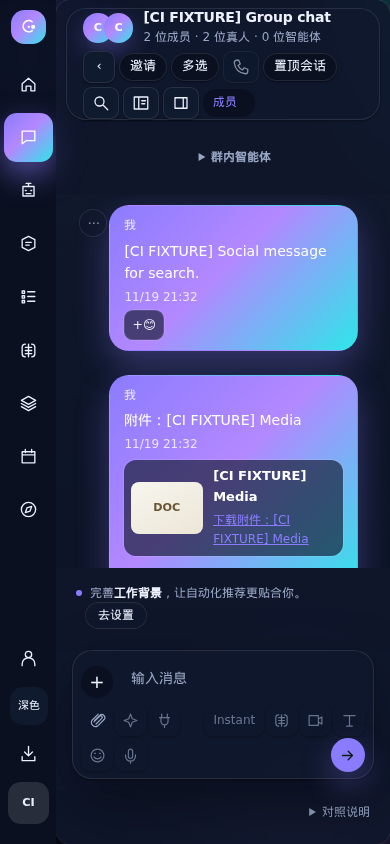 C C [CI FIXTURE] Group chat
2 位成员 · 2 位真人 · 0 位智能体
‹ 邀请 多选 置顶会话
成员
▶ 群内智能体
···
我
[CI FIXTURE] Social message
for search.
11/19 21:32
+😊
我
附件：[CI FIXTURE] Media
11/19 21:32
DOC
[CI FIXTURE]
Media
下载附件：[CI
FIXTURE] Media
完善工作背景，让自动化推荐更贴合你。
去设置
+ 输入消息
Instant
深色
CI
▶ 对照说明